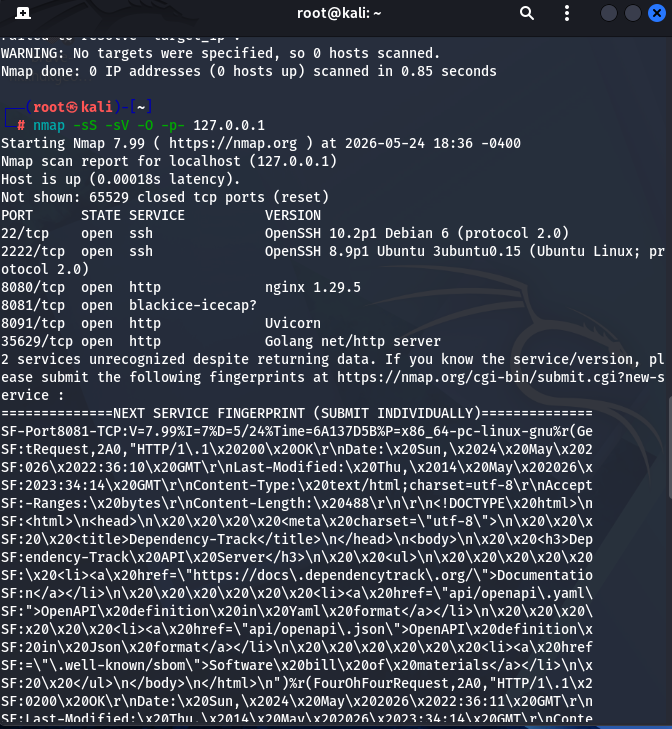 root@kali: ~
Failed to resolve "target_ip".
WARNING: No targets were specified, so 0 hosts scanned.
Nmap done: 0 IP addresses (0 hosts up) scanned in 0.85 seconds
┌──(root㉿kali)-[~]
└─# nmap -sS -sV -O -p- 127.0.0.1
Starting Nmap 7.99 ( https://nmap.org ) at 2026-05-24 18:36 -0400
Nmap scan report for localhost (127.0.0.1)
Host is up (0.00018s latency).
Not shown: 65529 closed tcp ports (reset)
PORT      STATE SERVICE          VERSION
22/tcp    open  ssh              OpenSSH 10.2p1 Debian 6 (protocol 2.0)
2222/tcp  open  ssh              OpenSSH 8.9p1 Ubuntu 3ubuntu0.15 (Ubuntu Linux; pr
otocol 2.0)
8080/tcp  open  http             nginx 1.29.5
8081/tcp  open  blackice-icecap?
8091/tcp  open  http             Uvicorn
35629/tcp open  http             Golang net/http server
2 services unrecognized despite returning data. If you know the service/version, pl
ease submit the following fingerprints at https://nmap.org/cgi-bin/submit.cgi?new-s
ervice :
==============NEXT SERVICE FINGERPRINT (SUBMIT INDIVIDUALLY)==============
SF-Port8081-TCP:V=7.99%I=7%D=5/24%Time=6A137D5B%P=x86_64-pc-linux-gnu%r(Ge
SF:tRequest,2A0,"HTTP/1\.1\x20200\x20OK\r\nDate:\x20Sun,\x2024\x20May\x202
SF:026\x2022:36:10\x20GMT\r\nLast-Modified:\x20Thu,\x2014\x20May\x202026\x
SF:2023:34:14\x20GMT\r\nContent-Type:\x20text/html;charset=utf-8\r\nAccept
SF:-Ranges:\x20bytes\r\nContent-Length:\x20488\r\n\r\n<!DOCTYPE\x20html>\n
SF:<html>\n<head>\n\x20\x20\x20\x20<meta\x20charset=\"utf-8\">\n\x20\x20\x
SF:20\x20<title>Dependency-Track</title>\n</head>\n<body>\n\x20\x20<h3>Dep
SF:endency-Track\x20API\x20Server</h3>\n\x20\x20<ul>\n\x20\x20\x20\x20\x20
SF:\x20<li><a\x20href=\"https://docs\.dependencytrack\.org/\">Documentatio
SF:n</a></li>\n\x20\x20\x20\x20\x20\x20<li><a\x20href=\"api/openapi\.yaml\
SF:">OpenAPI\x20definition\x20in\x20Yaml\x20format</a></li>\n\x20\x20\x20\
SF:x20\x20\x20<li><a\x20href=\"api/openapi\.json\">OpenAPI\x20definition\x
SF:20in\x20Json\x20format</a></li>\n\x20\x20\x20\x20\x20\x20<li><a\x20href
SF:=\"\.well-known/sbom\">Software\x20bill\x20of\x20materials</a></li>\n\x
SF:20\x20</ul>\n</body>\n</html>\n")%r(FourOhFourRequest,2A0,"HTTP/1\.1\x2
SF:0200\x20OK\r\nDate:\x20Sun,\x2024\x20May\x202026\x2022:36:11\x20GMT\r\n
SF:Last-Modified:\x20Thu,\x2014\x20May\x202026\x2023:34:14\x20GMT\r\nConte